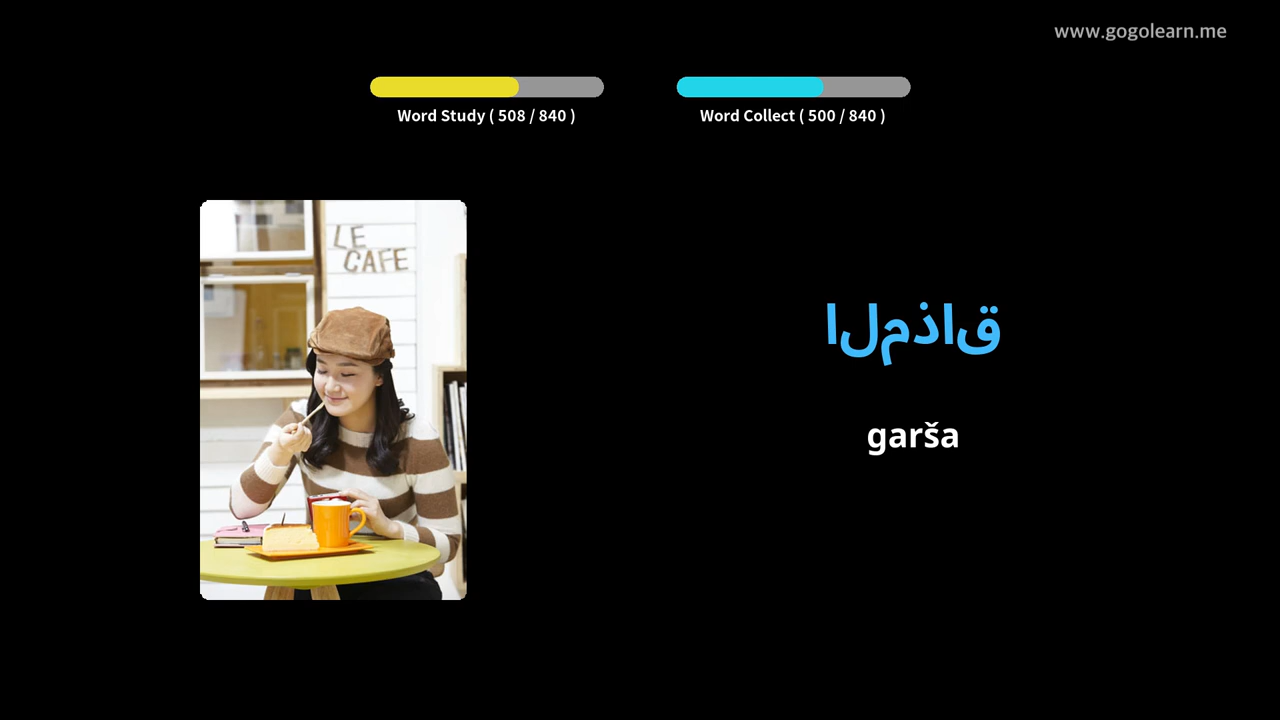 www.gogolearn.me
Word Study ( 508 / 840 )
Word Collect ( 500 / 840 )
LE
CAFE
المذاق
garša